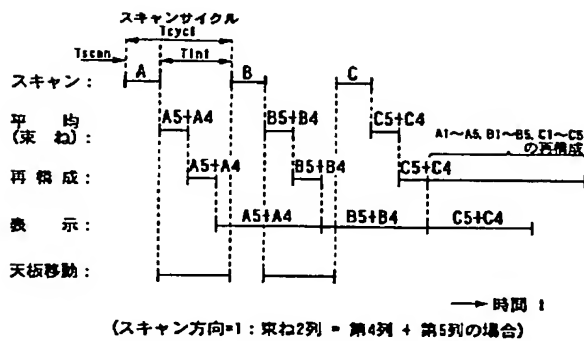 スキャンサイクル
Tcycl
Tscan
Tint
スキャン：
A
B
C
平均
(束ね)：
A5+A4
B5+B4
C5+C4
A1〜A5, B1〜B5, C1〜C5
の再構成
再構成：
A5+A4
B5+B4
C5+C4
表示：
A5+A4
B5+B4
C5+C4
天板移動：
時間 t
(スキャン方向=1：束ね2列 = 第4列 + 第5列の場合)